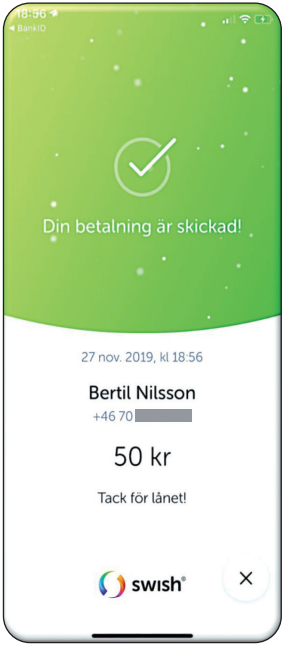 18:56
◀ BankID
Din betalning är skickad!
27 nov. 2019, kl 18:56
Bertil Nilsson
+46 70
50 kr
Tack för lånet!
swish®